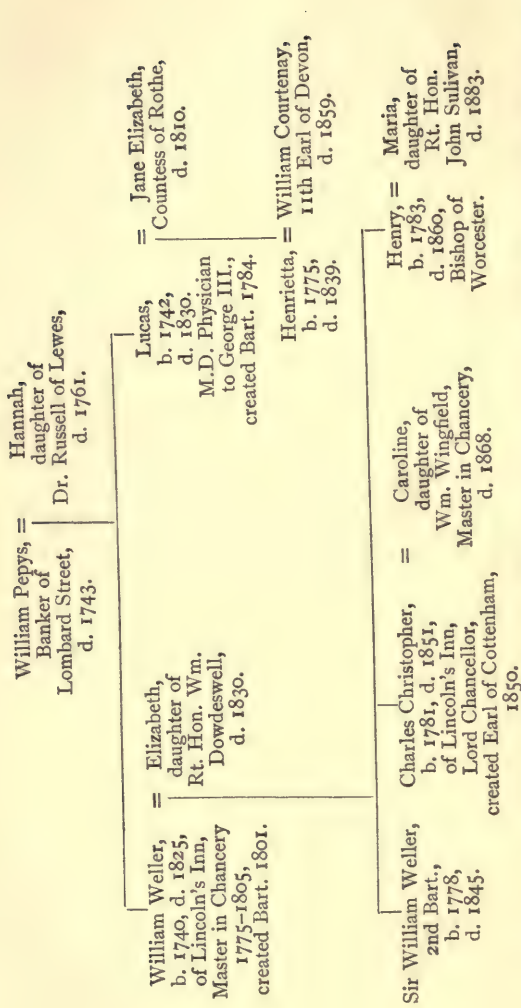 William Pepys, =
Banker of
Lombard Street,
d. 1743.
Hannah,
daughter of
Dr. Russell of Lewes,
d. 1761.
William Weller,
b. 1740, d. 1825,
of Lincoln's Inn,
Master in Chancery
1775–1805,
created Bart. 1801.
= Elizabeth,
daughter of
Rt. Hon. Wm.
Dowdeswell,
d. 1830.
Lucas,
b. 1742,
d. 1830.
M.D. Physician
to George III.,
created Bart. 1784.
= Jane Elizabeth,
Countess of Rothe,
d. 1810.
Henrietta,
b. 1775,
d. 1839.
= William Courtenay,
11th Earl of Devon,
d. 1859.
Sir William Weller,
2nd Bart.,
b. 1778,
d. 1845.
Charles Christopher,
b. 1781, d. 1851,
of Lincoln's Inn,
Lord Chancellor,
created Earl of Cottenham,
1850.
= Caroline,
daughter of
Wm. Wingfield,
Master in Chancery,
d. 1868.
Henry, =
b. 1783,
d. 1860,
Bishop of
Worcester.
Maria,
daughter of
Rt. Hon.
John Sulivan,
d. 1883.